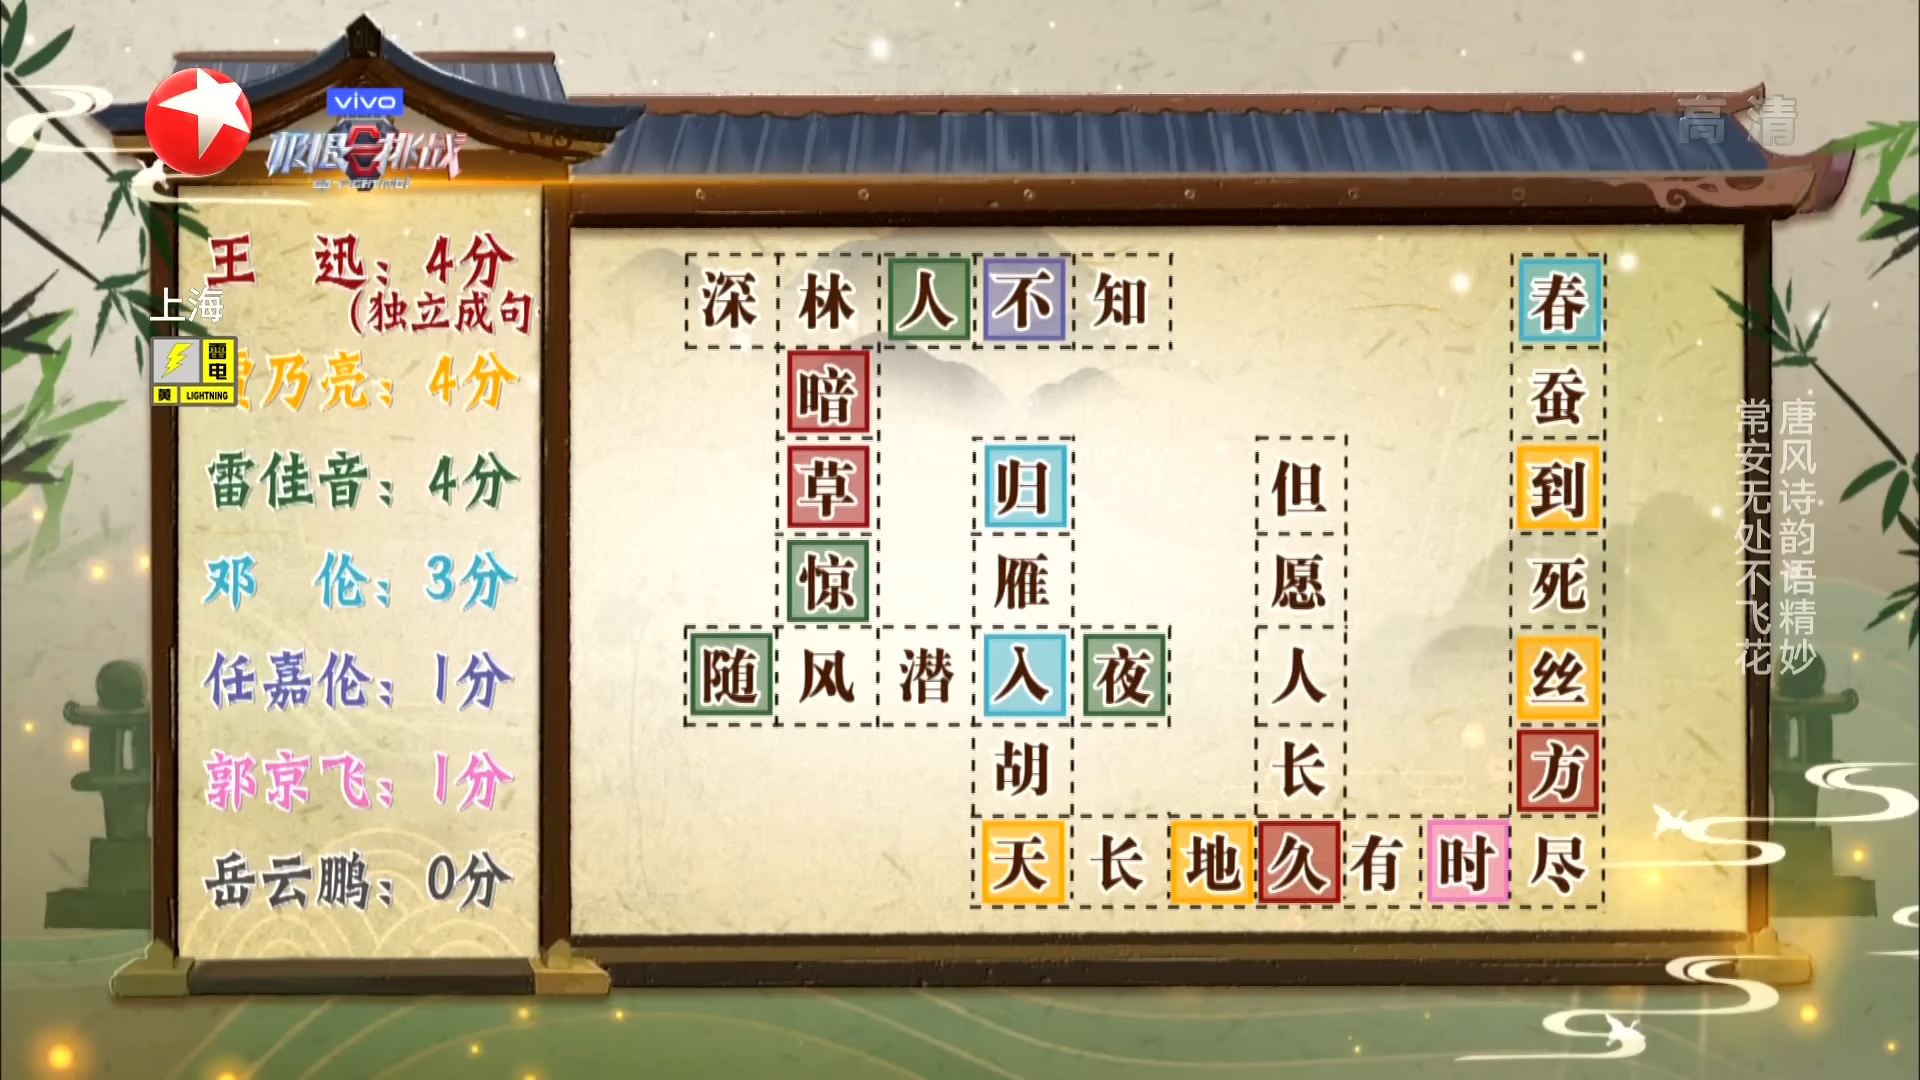 vivo
极限挑战
高清
王 迅：4分
(独立成句
上海
雷电
黄 LIGHTNING
乃亮：4分
雷佳音：4分
邓 伦：3分
任嘉伦：1分
郭京飞：1分
岳云鹏：0分
深林人不知
暗
草
惊
随风潜入夜
归
雁
胡
天长地久有时尽
但
愿
人
长
春
蚕
到
死
丝
方
唐风诗韵语精妙
常安无处不飞花